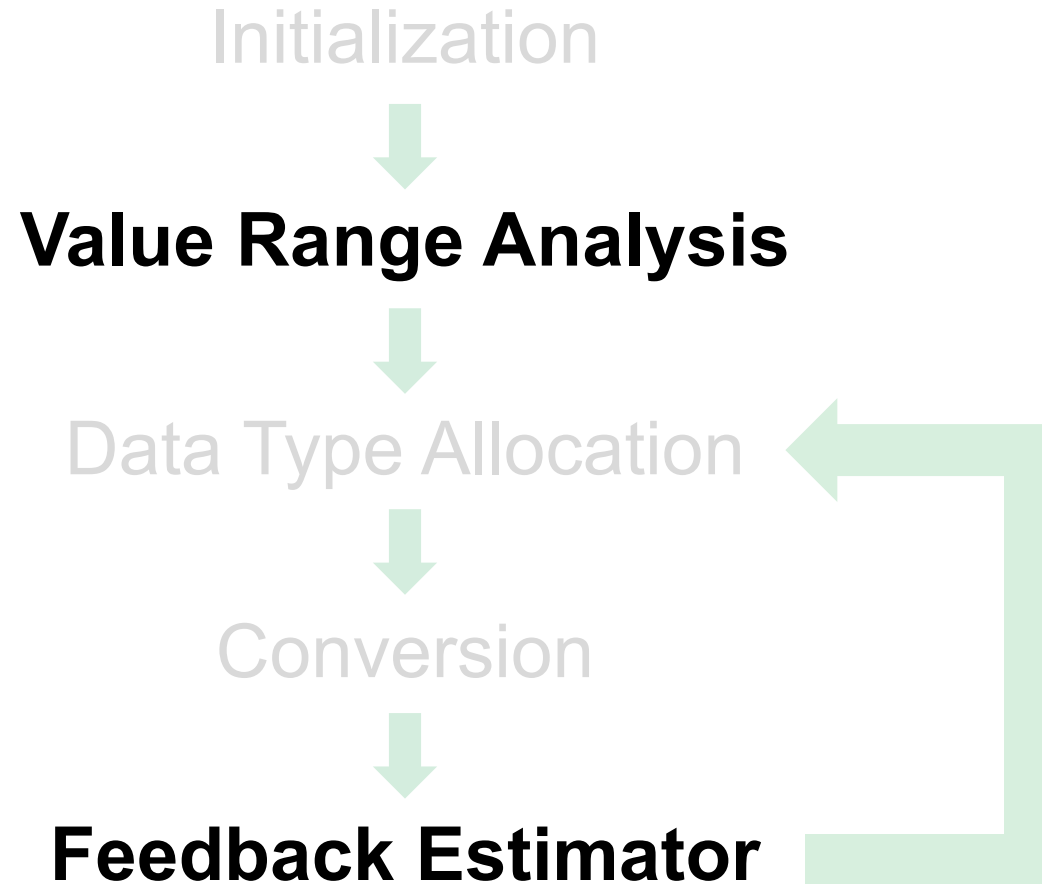 Initialization
Value Range Analysis
Data Type Allocation
Conversion
Feedback Estimator